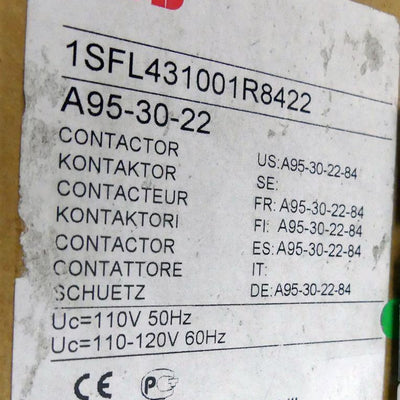 1SFL431001R8422
A95-30-22
CONTACTOR
KONTAKTOR US: A95-30-22-84
CONTACTEUR SE:
KONTAKTORI FR: A95-30-22-84
CONTACTOR FI: A95-30-22-84
CONTATTORE ES: A95-30-22-84
SCHUETZ IT:
DE: A95-30-22-84
Uc=110V 50Hz
Uc=110-120V 60Hz
CE